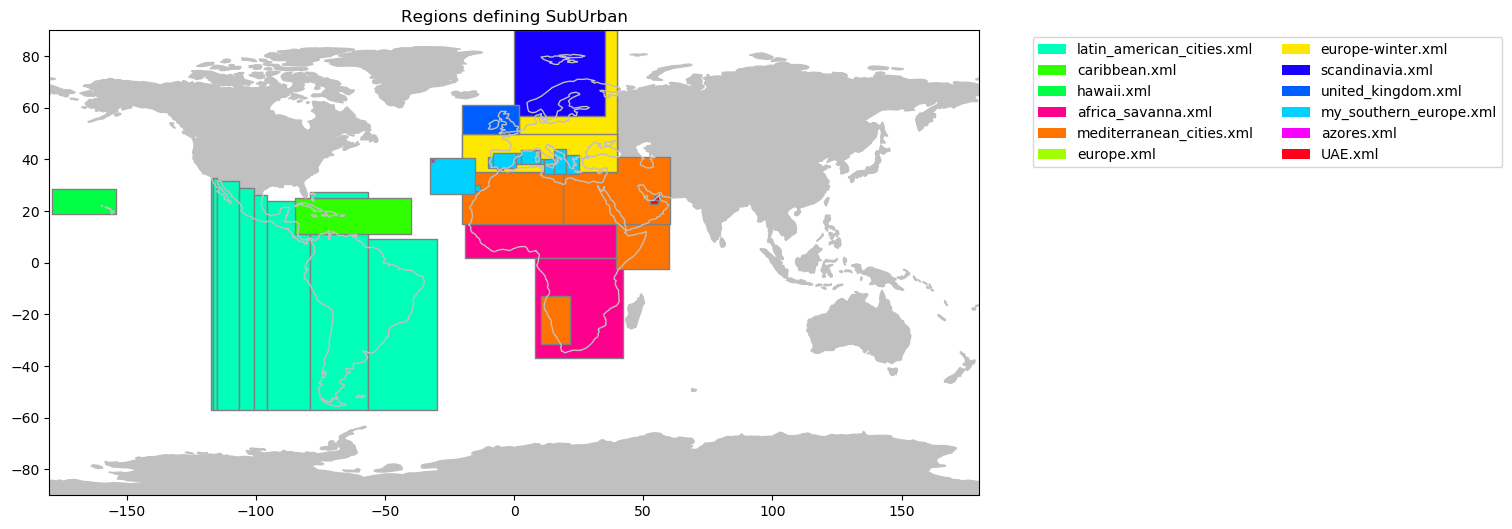 Regions defining SubUrban
80
60
40
20
0
−20
−40
−60
−80
−150
−100
−50
0
50
100
150
latin_american_cities.xml
caribbean.xml
hawaii.xml
africa_savanna.xml
mediterranean_cities.xml
europe.xml
europe-winter.xml
scandinavia.xml
united_kingdom.xml
my_southern_europe.xml
azores.xml
UAE.xml